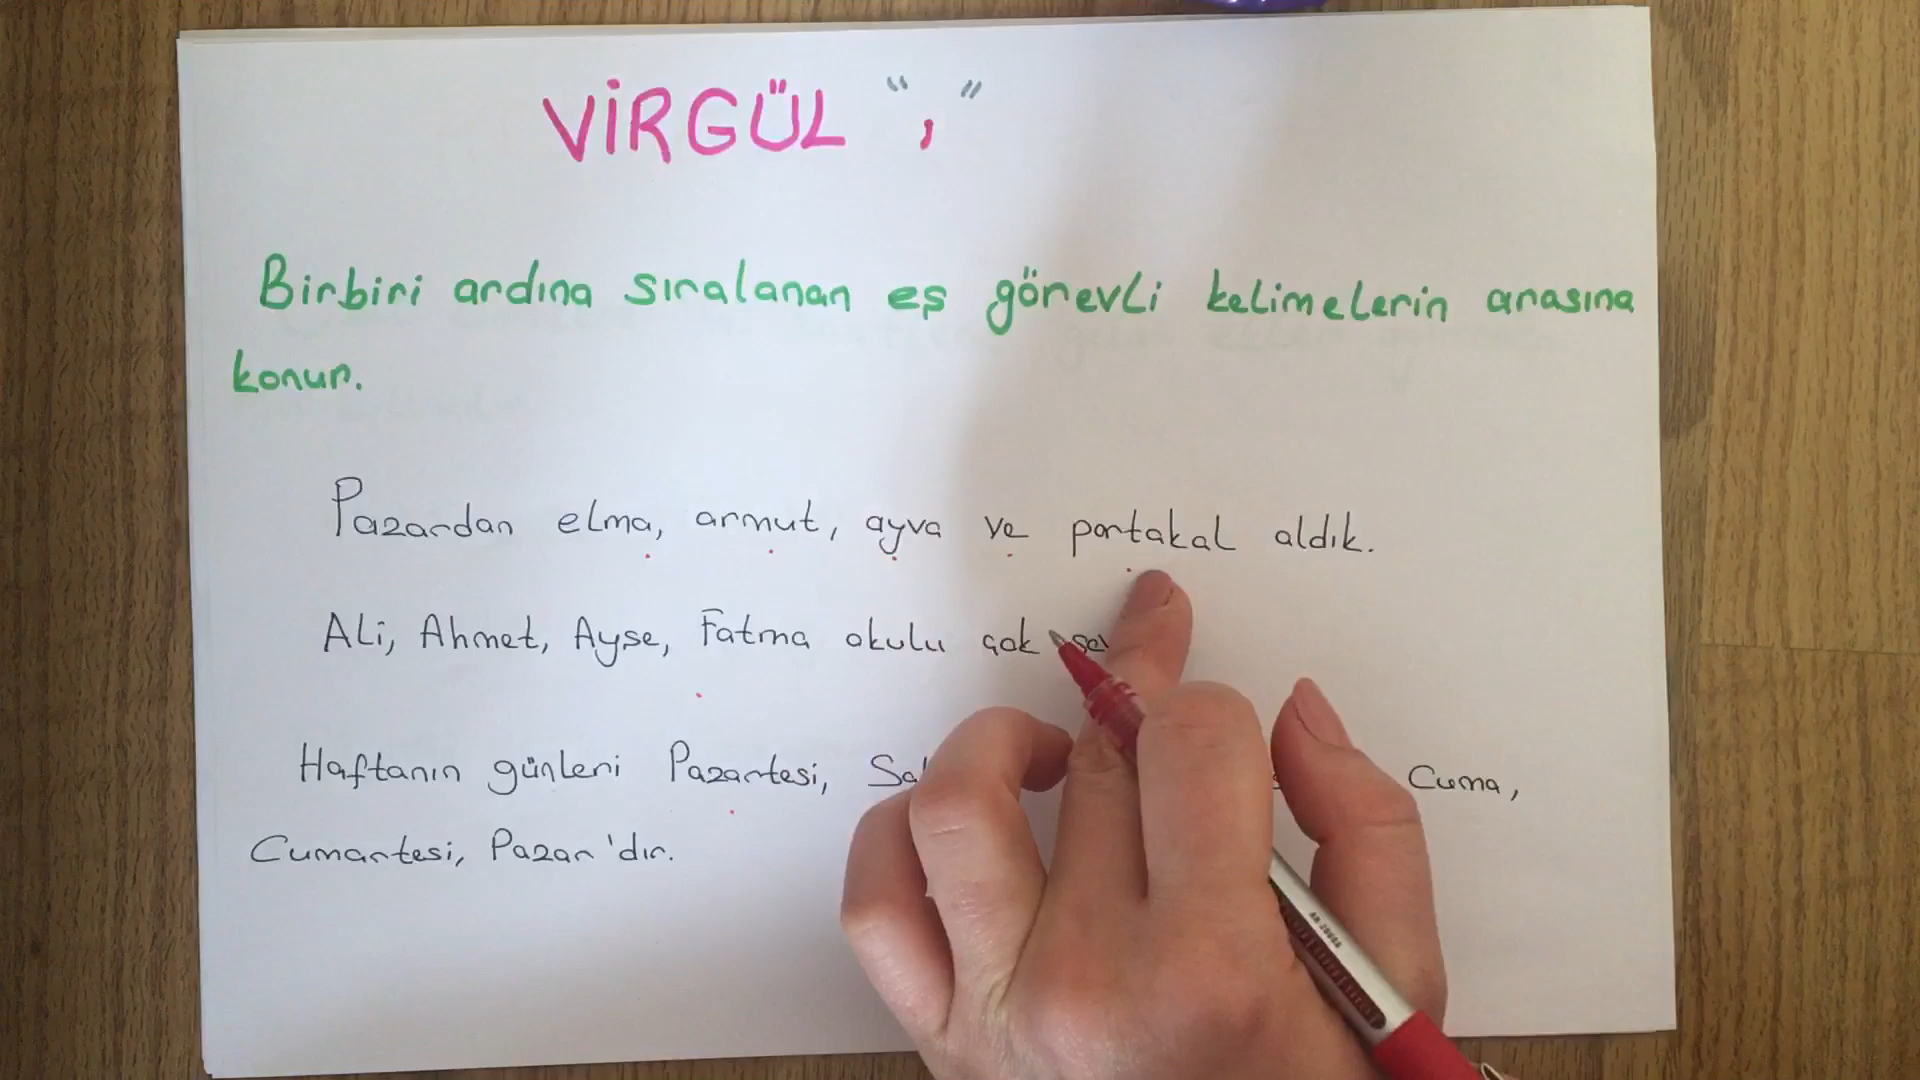 VİRGÜL “ , ”
Birbiri ardına sıralanan eş görevli kelimelerin arasına
konur.
Pazardan elma, armut, ayva ve portakal aldık.
Ali, Ahmet, Ayse, Fatma okulu çok
Haftanın günleri Pazartesi, Cuma,
Cumartesi, Pazar'dır.